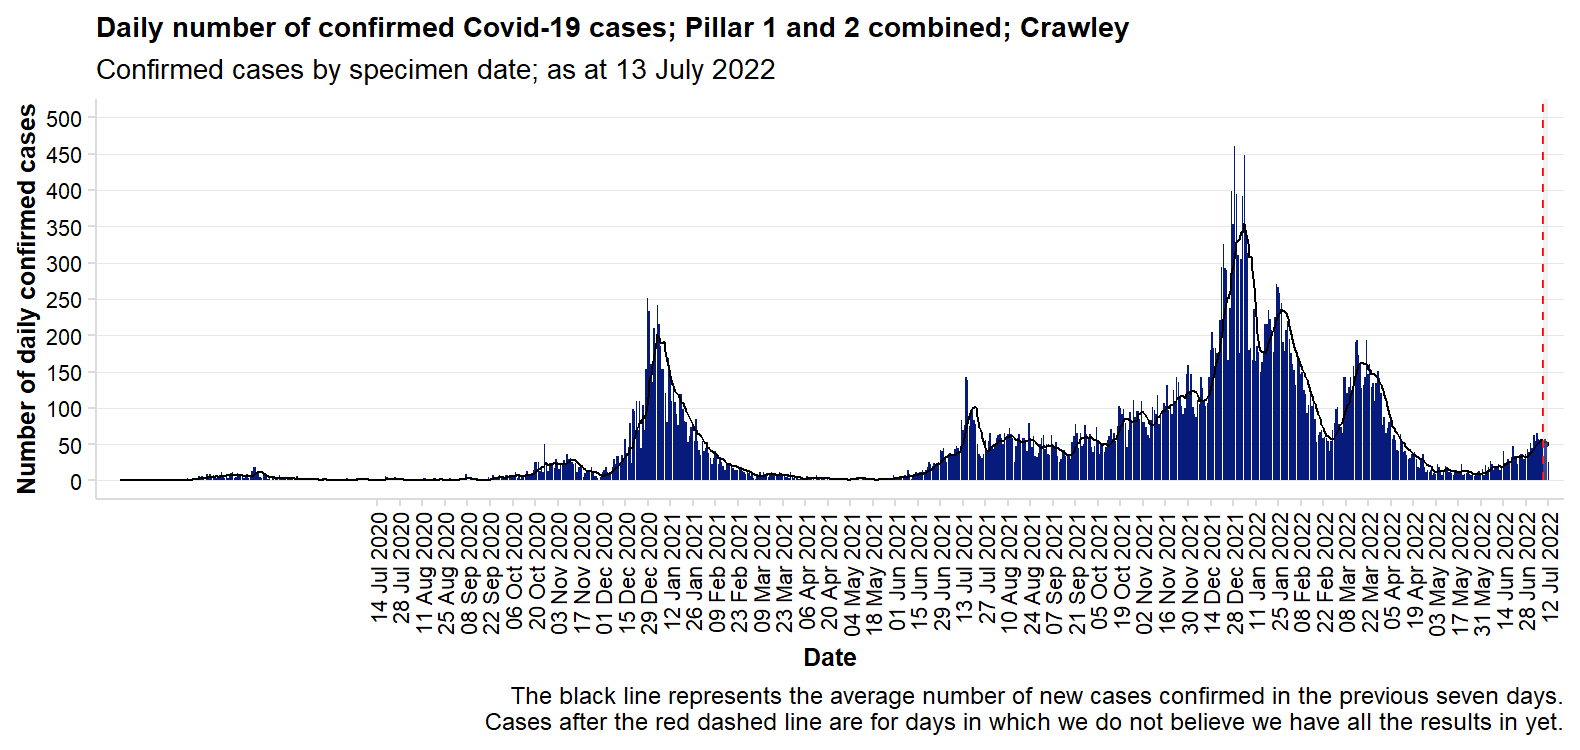 Daily number of confirmed Covid-19 cases; Pillar 1 and 2 combined; Crawley
Confirmed cases by specimen date; as at 13 July 2022
Number of daily confirmed cases
500
450
400
350
300
250
200
150
100
50
0
14 Jul 2020
28 Jul 2020
11 Aug 2020
25 Aug 2020
08 Sep 2020
22 Sep 2020
06 Oct 2020
20 Oct 2020
03 Nov 2020
17 Nov 2020
01 Dec 2020
15 Dec 2020
29 Dec 2020
12 Jan 2021
26 Jan 2021
09 Feb 2021
23 Feb 2021
09 Mar 2021
23 Mar 2021
06 Apr 2021
20 Apr 2021
04 May 2021
18 May 2021
01 Jun 2021
15 Jun 2021
29 Jun 2021
13 Jul 2021
27 Jul 2021
10 Aug 2021
24 Aug 2021
07 Sep 2021
21 Sep 2021
05 Oct 2021
19 Oct 2021
02 Nov 2021
16 Nov 2021
30 Nov 2021
14 Dec 2021
28 Dec 2021
11 Jan 2022
25 Jan 2022
08 Feb 2022
22 Feb 2022
08 Mar 2022
22 Mar 2022
05 Apr 2022
19 Apr 2022
03 May 2022
17 May 2022
31 May 2022
14 Jun 2022
28 Jun 2022
12 Jul 2022
Date
The black line represents the average number of new cases confirmed in the previous seven days.
Cases after the red dashed line are for days in which we do not believe we have all the results in yet.